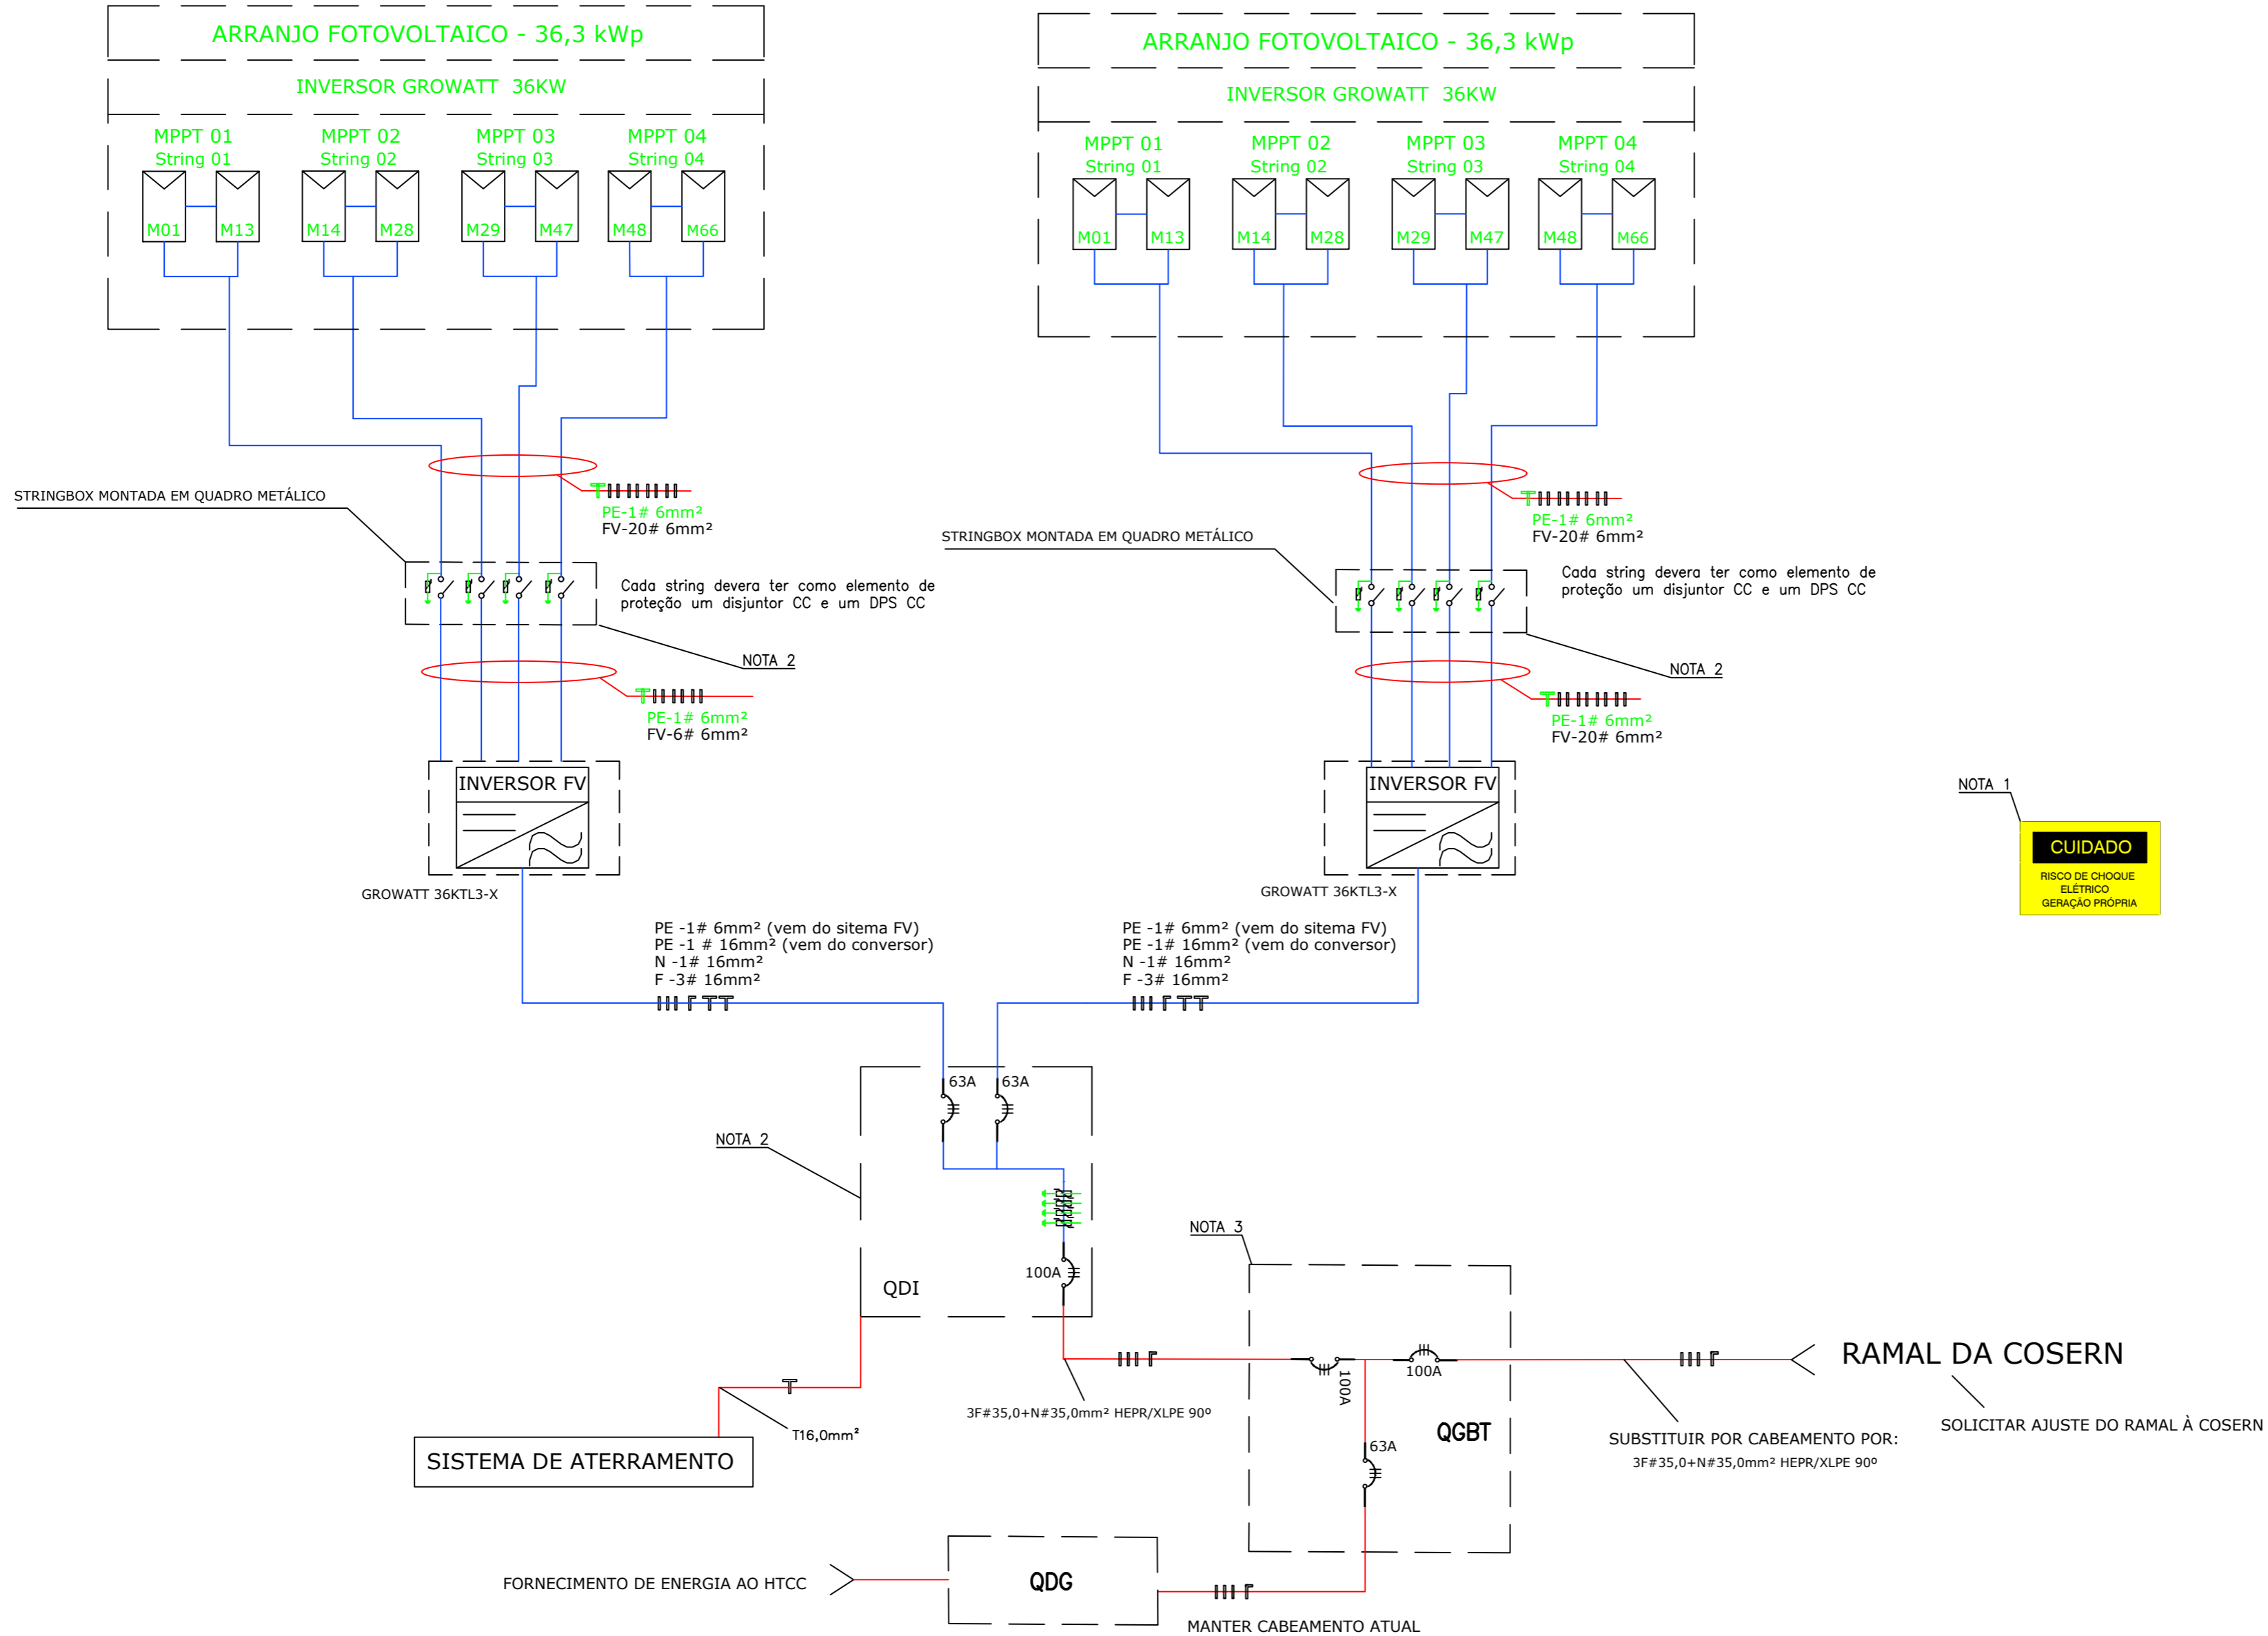 ARRANJO FOTOVOLTAICO - 36,3 kWp
INVERSOR GROWATT 36KW
MPPT 01
String 01
MPPT 02
String 02
MPPT 03
String 03
MPPT 04
String 04
M01
M13
M14
M28
M29
M47
M48
M66
STRINGBOX MONTADA EM QUADRO METÁLICO
PE-1# 6mm²
FV-20# 6mm²
Cada string devera ter como elemento de
proteção um disjuntor CC e um DPS CC
NOTA 2
PE-1# 6mm²
FV-6# 6mm²
INVERSOR FV
GROWATT 36KTL3-X
ARRANJO FOTOVOLTAICO - 36,3 kWp
INVERSOR GROWATT 36KW
MPPT 01
String 01
MPPT 02
String 02
MPPT 03
String 03
MPPT 04
String 04
M01
M13
M14
M28
M29
M47
M48
M66
STRINGBOX MONTADA EM QUADRO METÁLICO
PE-1# 6mm²
FV-20# 6mm²
Cada string devera ter como elemento de
proteção um disjuntor CC e um DPS CC
NOTA 2
PE-1# 6mm²
FV-20# 6mm²
INVERSOR FV
GROWATT 36KTL3-X
NOTA 1
CUIDADO
RISCO DE CHOQUE
ELÉTRICO
GERAÇÃO PRÓPRIA
PE -1# 6mm² (vem do sitema FV)
PE -1 # 16mm² (vem do conversor)
N -1# 16mm²
F -3# 16mm²
PE -1# 6mm² (vem do sitema FV)
PE -1# 16mm² (vem do conversor)
N -1# 16mm²
F -3# 16mm²
63A
63A
NOTA 2
100A
QDI
NOTA 3
3F#35,0+N#35,0mm² HEPR/XLPE 90º
100A
100A
QGBT
63A
RAMAL DA COSERN
SOLICITAR AJUSTE DO RAMAL À COSERN
SUBSTITUIR POR CABEAMENTO POR:
3F#35,0+N#35,0mm² HEPR/XLPE 90º
T16,0mm²
SISTEMA DE ATERRAMENTO
FORNECIMENTO DE ENERGIA AO HTCC
QDG
MANTER CABEAMENTO ATUAL